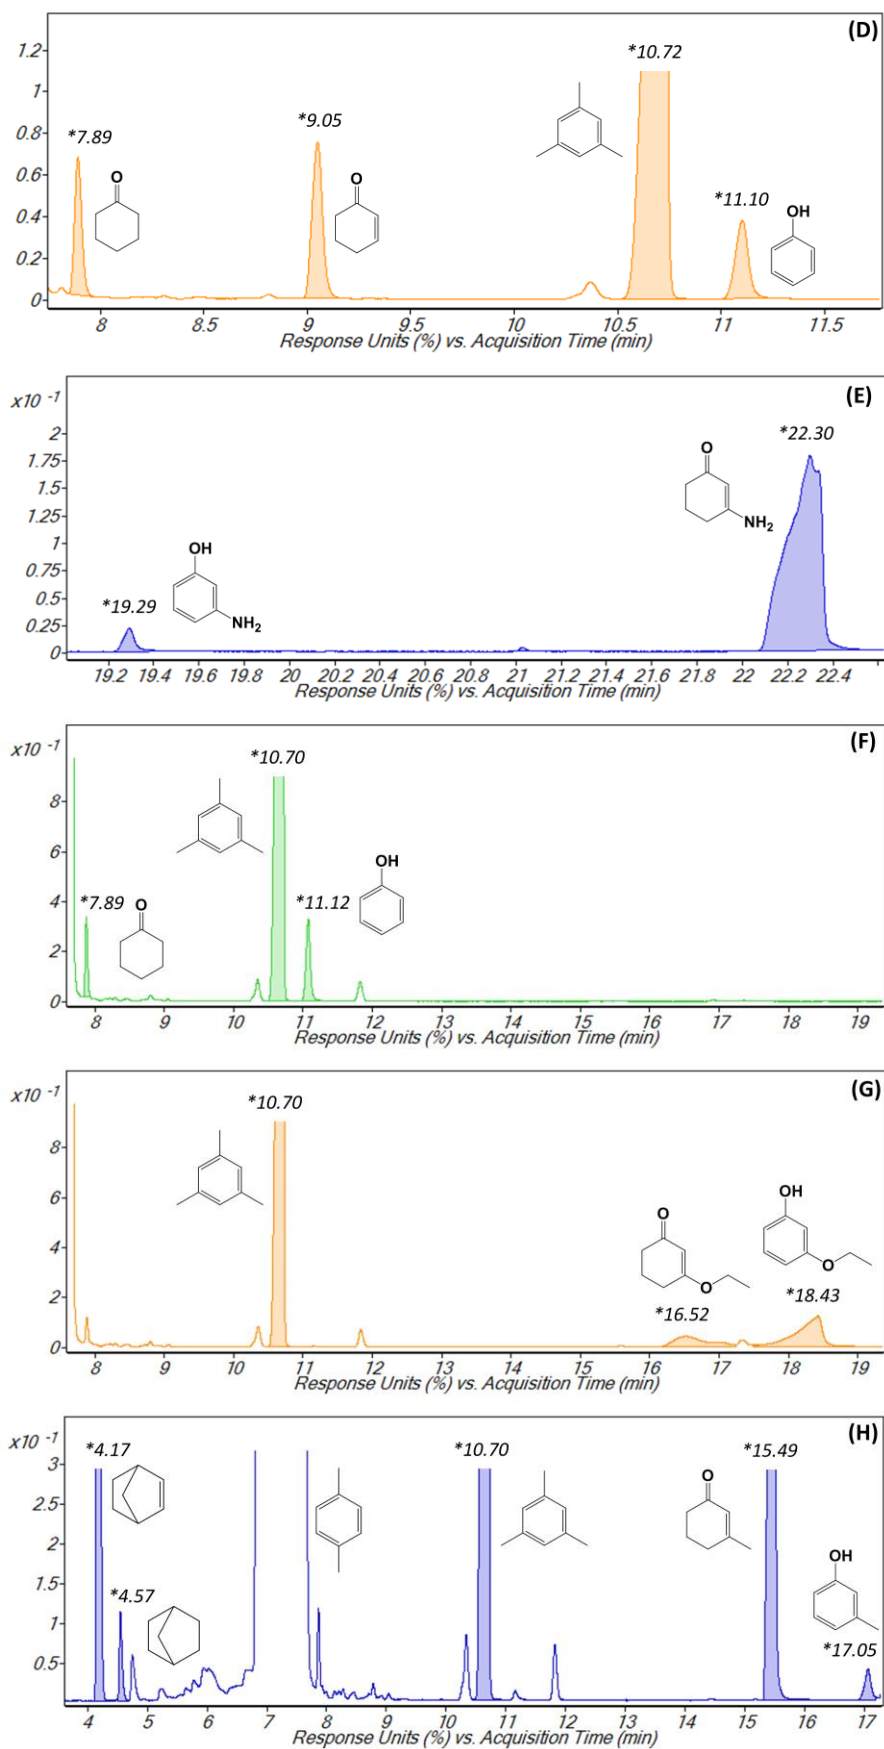 (D)
*10.72
1.2
1
*9.05
*7.89
0.8
O
O
0.6
*11.10
OH
0.4
0.2
0
8 8.5 9 9.5 10 10.5 11 11.5
Response Units (%) vs. Acquisition Time (min)
x10 -1
(E)
2
*22.30
O
1.75
1.5
NH2
1.25
OH
1
0.75
*19.29
NH2
0.5
0.25
0
19.2 19.4 19.6 19.8 20 20.2 20.4 20.6 20.8 21 21.2 21.4 21.6 21.8 22 22.2 22.4
Response Units (%) vs. Acquisition Time (min)
x10 -1
(F)
*10.70
8
6
OH
4
*7.89
O
*11.12
2
0
8 9 10 11 12 13 14 15 16 17 18 19
Response Units (%) vs. Acquisition Time (min)
x10 -1
(G)
*10.70
8
6
OH
O
4
O
O
2
*18.43
*16.52
0
8 9 10 11 12 13 14 15 16 17 18 19
Response Units (%) vs. Acquisition Time (min)
x10 -1
(H)
*4.17
*10.70
*15.49
3
O
2.5
2
OH
1.5
*4.57
1
*17.05
0.5
4 5 6 7 8 9 10 11 12 13 14 15 16 17
Response Units (%) vs. Acquisition Time (min)